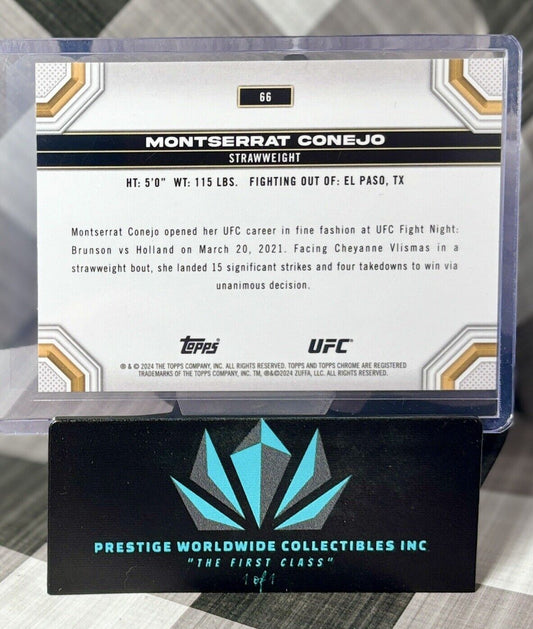 66
MONTSERRAT CONEJO
STRAWWEIGHT
HT: 5'0" WT: 115 LBS. FIGHTING OUT OF: EL PASO, TX
Montserrat Conejo opened her UFC career in fine fashion at UFC Fight Night:
Brunson vs Holland on March 20, 2021. Facing Cheyanne Vlismas in a
strawweight bout, she landed 15 significant strikes and four takedowns to win via
unanimous decision.
Topps UFC
® & © 2024 THE TOPPS COMPANY, INC. ALL RIGHTS RESERVED. TOPPS AND TOPPS CHROME ARE REGISTERED
TRADEMARKS OF THE TOPPS COMPANY, INC. TM, ®&©2024 ZUFFA, LLC. ALL RIGHTS RESERVED.
PRESTIGE WORLDWIDE COLLECTIBLES INC
"THE FIRST CLASS"
1 of 1